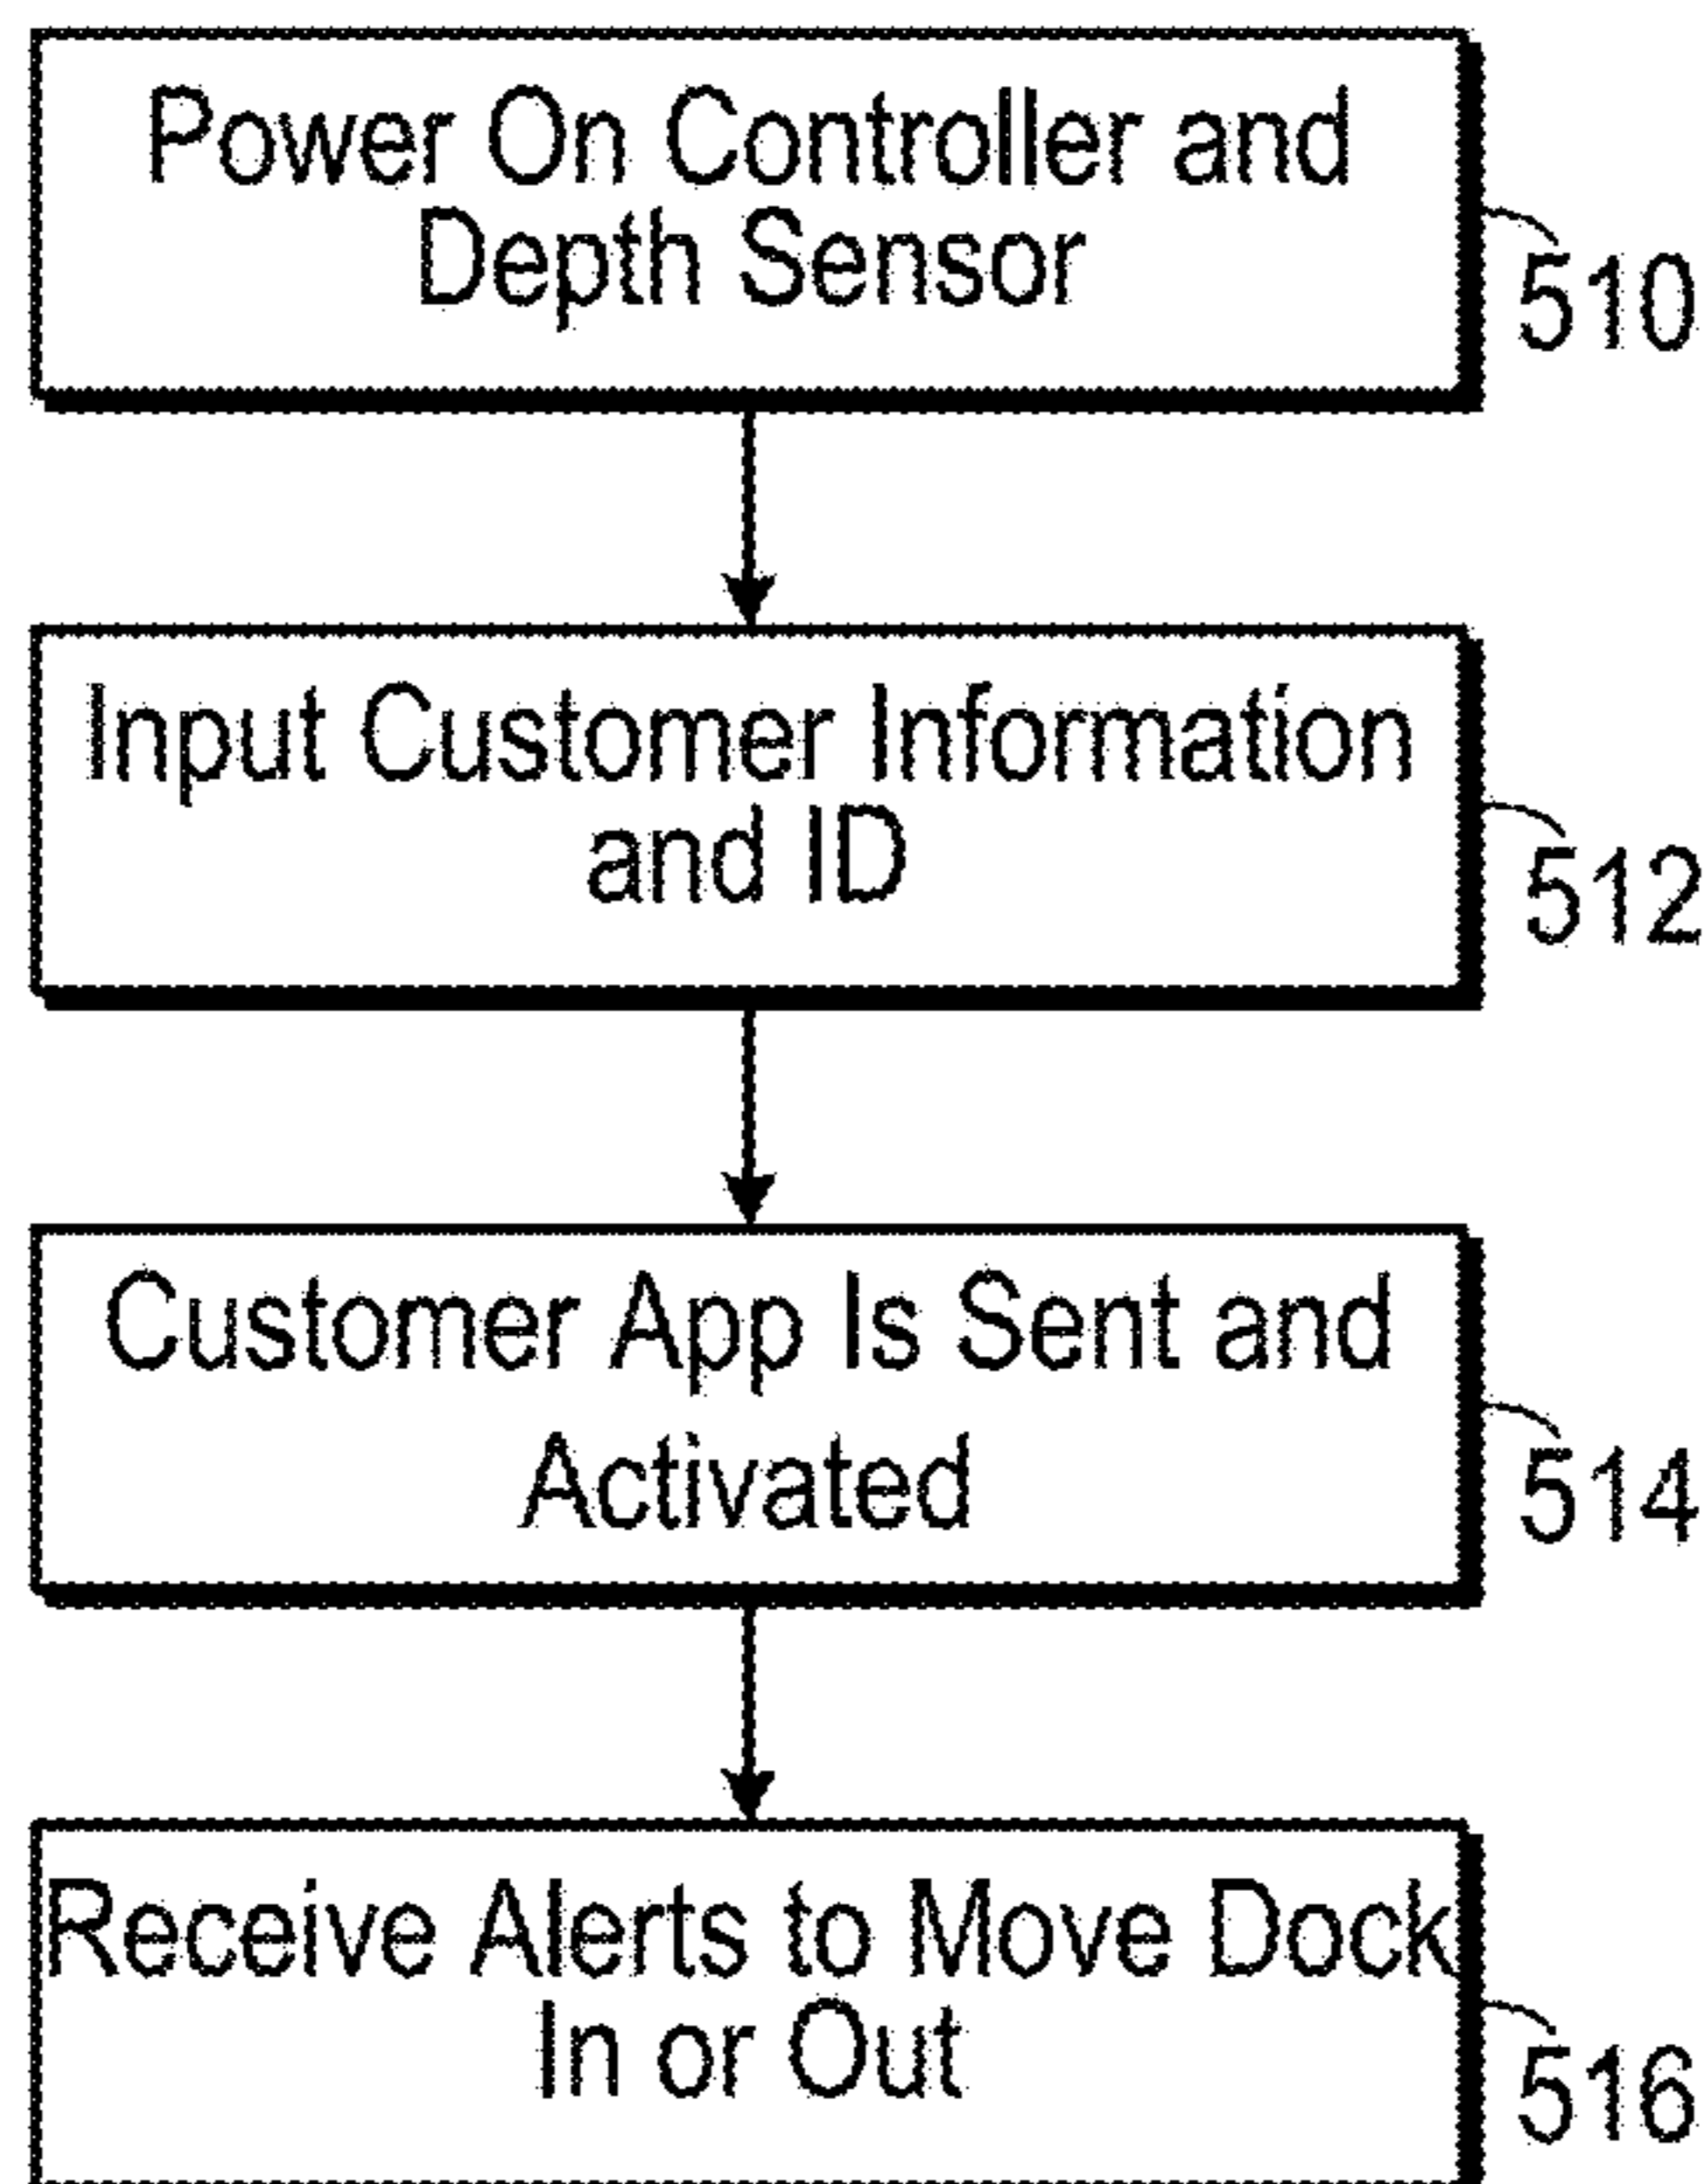 Power On Controller and
Depth Sensor
510
Input Customer Information
and ID
512
Customer App Is Sent and
Activated
514
Receive Alerts to Move Dock
In or Out
516